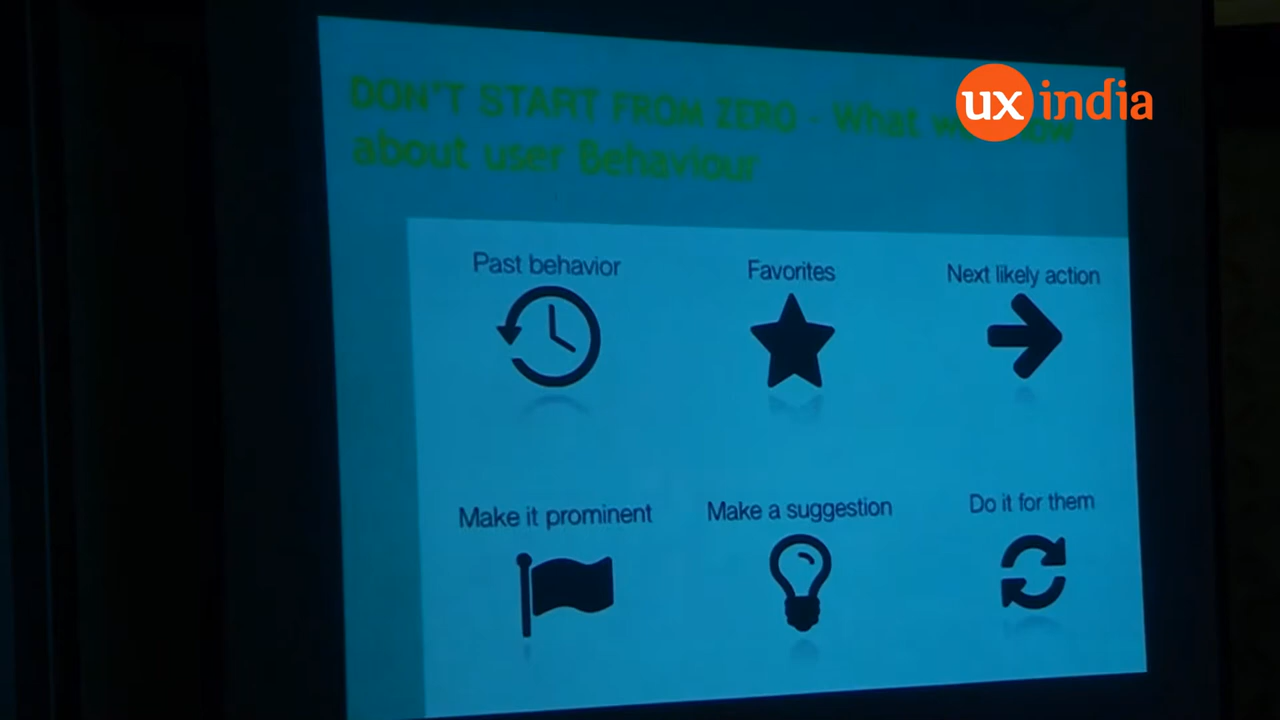 DON'T START FROM ZERO - What
about user Behaviour
ux india
Past behavior
Favorites
Next likely action
Make it prominent
Make a suggestion
Do it for them